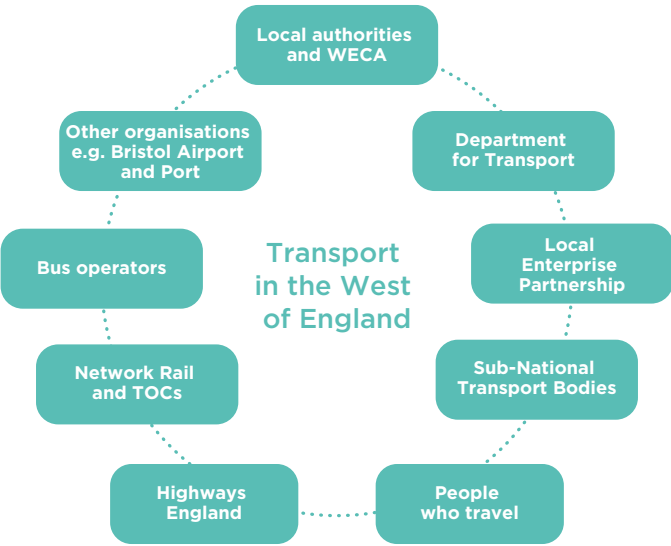 Local authorities
and WECA
Other organisations
e.g. Bristol Airport
and Port
Department
for Transport
Bus operators
Transport
in the West
of England
Local
Enterprise
Partnership
Network Rail
and TOCs
Sub-National
Transport Bodies
Highways
England
People
who travel